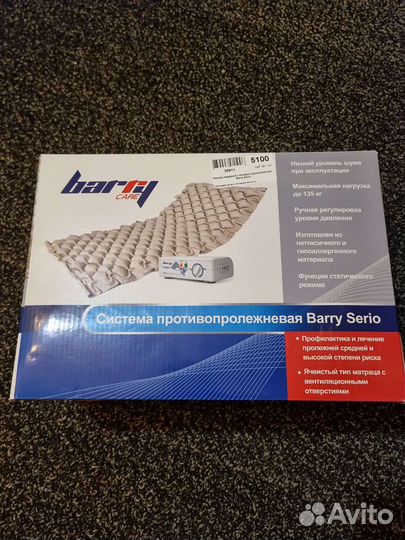 barry
CARE
5100
Низкий уровень шума
при эксплуатации
Максимальная нагрузка
до 135 кг
Ручная регулировка
уровня давления
Изготовлен из
нетоксичного и
гипоаллергенного
материала
Функция статического
режима
barry
Система противопролежневая Barry Serio
Профилактика и лечение
пролежней средней и
высокой степени риска
Ячеистый тип матраца с
вентиляционными
отверстиями
Avito